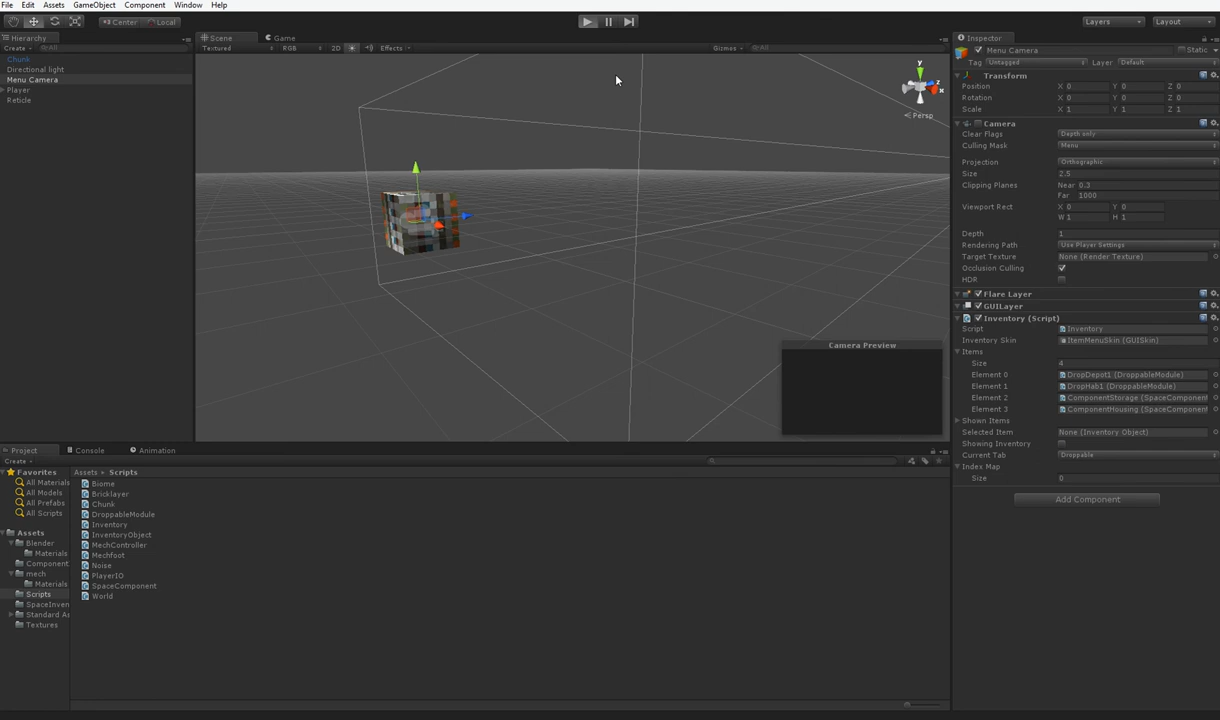 File Edit Assets GameObject Component Window Help
Center Local Layers Layout
Hierarchy
Create All
Chunk
Directional light
Menu Camera
Player
Reticle
Scene Game
Textured RGB 2D Effects Gizmos All
y
z
x
Persp
Camera Preview
Inspector
Menu Camera Static
Tag Untagged Layer Default
Transform
Position X 0 Y 0 Z 0
Rotation X 0 Y 0 Z 0
Scale X 1 Y 1 Z 1
Camera
Clear Flags Depth only
Culling Mask Menu
Projection Orthographic
Size 2.5
Clipping Planes Near 0.3
Far 1000
Viewport Rect X 0 Y 0
W 1 H 1
Depth 1
Rendering Path Use Player Settings
Target Texture None (Render Texture)
Occlusion Culling
HDR
Flare Layer
GUILayer
Inventory (Script)
Script Inventory
Inventory Skin ItemMenuSkin (GUISkin)
Items
Size 4
Element 0 DropDepot1 (DroppableModule)
Element 1 DropHab1 (DroppableModule)
Element 2 ComponentStorage (SpaceComponent
Element 3 ComponentHousing (SpaceComponent
Shown Items
Selected Item None (Inventory Object)
Showing Inventory
Current Tab Droppable
Index Map
Size 0
Add Component
Project Console Animation
Create
Favorites
All Materials
All Models
All Prefabs
All Scripts
Assets
Blender
Materials
Component
mech
Materials
Scripts
SpaceInven
Standard As
Textures
Assets Scripts
Biome
Bricklayer
Chunk
DroppableModule
Inventory
InventoryObject
MechController
Mechfoot
Noise
PlayerIO
SpaceComponent
World